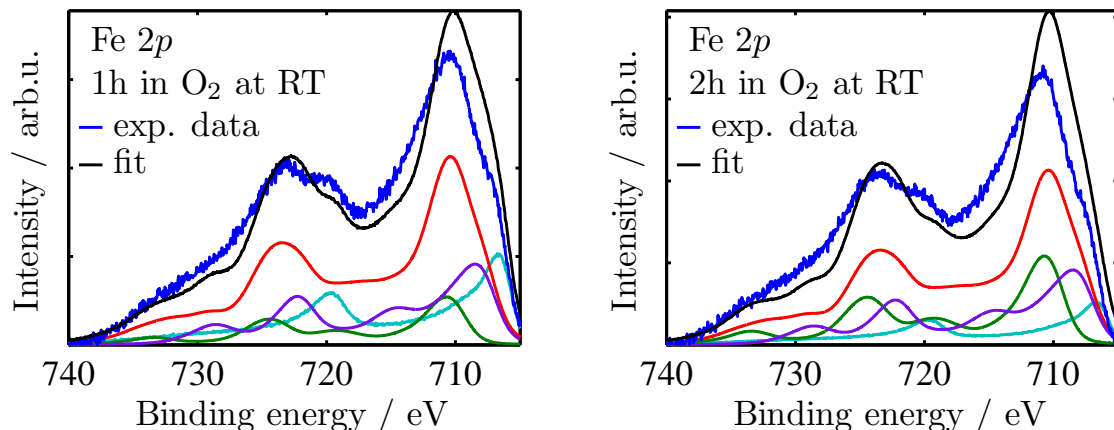 Fe 2p
1h in O₂ at RT
exp. data
fit
Intensity / arb.u.
740 730 720 710
Binding energy / eV
Fe 2p
2h in O₂ at RT
exp. data
fit
Intensity / arb.u.
740 730 720 710
Binding energy / eV